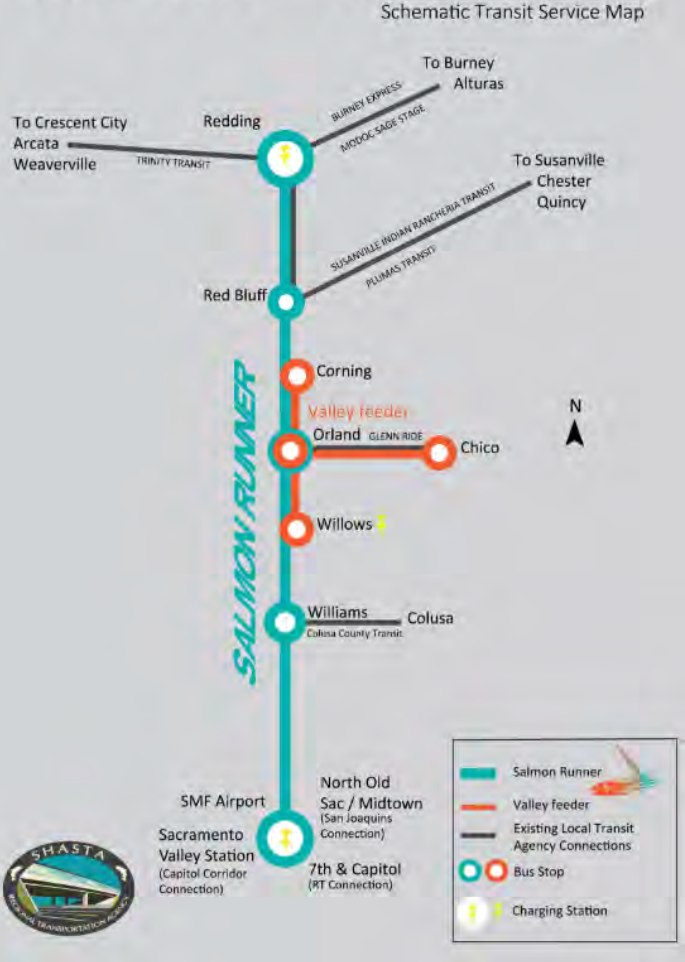 Schematic Transit Service Map
To Burney
Alturas
BURNEY EXPRESS
MODOC SAGE STAGE
Redding
To Crescent City
Arcata
Weaverville
TRINITY TRANSIT
To Susanville
Chester
Quincy
SUSANVILLE INDIAN RANCHERIA TRANSIT
PLUMAS TRANSIT
Red Bluff
Corning
Valley feeder
Orland GLENN RIDE
Chico
N
SALMON RUNNER
Willows
Williams
Colusa County Transit
Colusa
SMF Airport
North Old
Sac / Midtown
(San Joaquins
Connection)
Sacramento
Valley Station
(Capitol Corridor
Connection)
7th & Capitol
(RT Connection)
Salmon Runner
Valley feeder
Existing Local Transit
Agency Connections
Bus Stop
Charging Station
SHASTA
REGIONAL TRANSPORTATION AGENCY